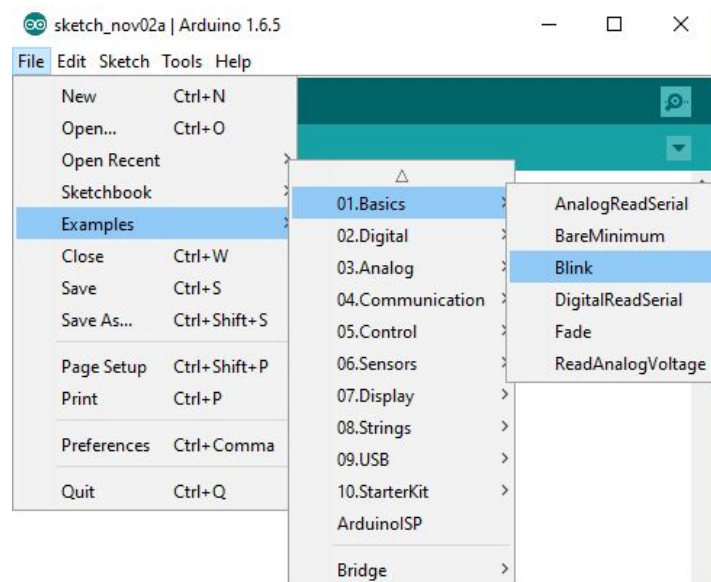 sketch_nov02a | Arduino 1.6.5
File Edit Sketch Tools Help
New Ctrl+N
Open... Ctrl+O
Open Recent
Sketchbook
Examples
Close Ctrl+W
Save Ctrl+S
Save As... Ctrl+Shift+S
Page Setup Ctrl+Shift+P
Print Ctrl+P
Preferences Ctrl+Comma
Quit Ctrl+Q
01.Basics
02.Digital
03.Analog
04.Communication
05.Control
06.Sensors
07.Display
08.Strings
09.USB
10.StarterKit
ArduinoISP
Bridge
AnalogReadSerial
BareMinimum
Blink
DigitalReadSerial
Fade
ReadAnalogVoltage